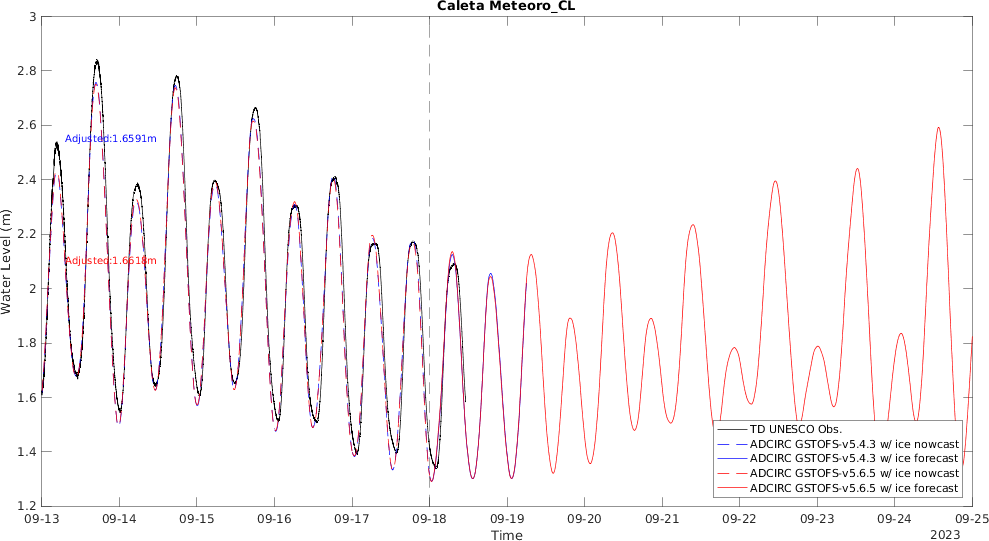 Caleta Meteoro_CL
3
2.8
2.6
2.4
2.2
2
1.8
1.6
1.4
1.2
Water Level (m)
Adjusted:1.6591m
Adjusted:1.6518m
TD UNESCO Obs.
ADCIRC GSTOFS-v5.4.3 w/ ice nowcast
ADCIRC GSTOFS-v5.4.3 w/ ice forecast
ADCIRC GSTOFS-v5.6.5 w/ ice nowcast
ADCIRC GSTOFS-v5.6.5 w/ ice forecast
09-13 09-14 09-15 09-16 09-17 09-18 09-19 09-20 09-21 09-22 09-23 09-24 09-25
Time
2023